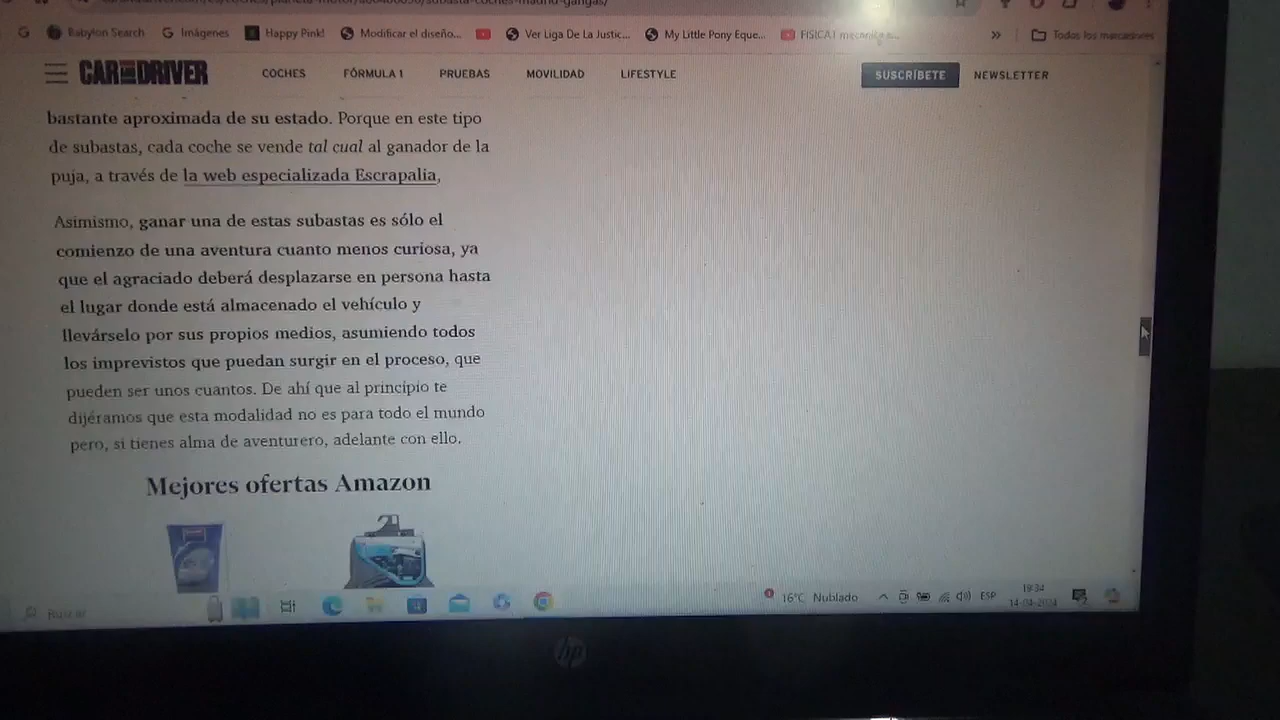 G Babylon Search G Imágenes Happy Pink! Modificar el diseño... Ver Liga De La Justic... My Little Pony Eque... FISICA I mecanica... » Todos los marcadores
CAR AND DRIVER COCHES FÓRMULA 1 PRUEBAS MOVILIDAD LIFESTYLE SUSCRÍBETE NEWSLETTER
bastante aproximada de su estado. Porque en este tipo
de subastas, cada coche se vende tal cual al ganador de la
puja, a través de la web especializada Escrapalia,
Asimismo, ganar una de estas subastas es sólo el
comienzo de una aventura cuanto menos curiosa, ya
que el agraciado deberá desplazarse en persona hasta
el lugar donde está almacenado el vehículo y
llevárselo por sus propios medios, asumiendo todos
los imprevistos que puedan surgir en el proceso, que
pueden ser unos cuantos. De ahí que al principio te
dijéramos que esta modalidad no es para todo el mundo
pero, si tienes alma de aventurero, adelante con ello.
Mejores ofertas Amazon
Buscar 16°C Nublado ESP 19:34
14-04-2024
hp